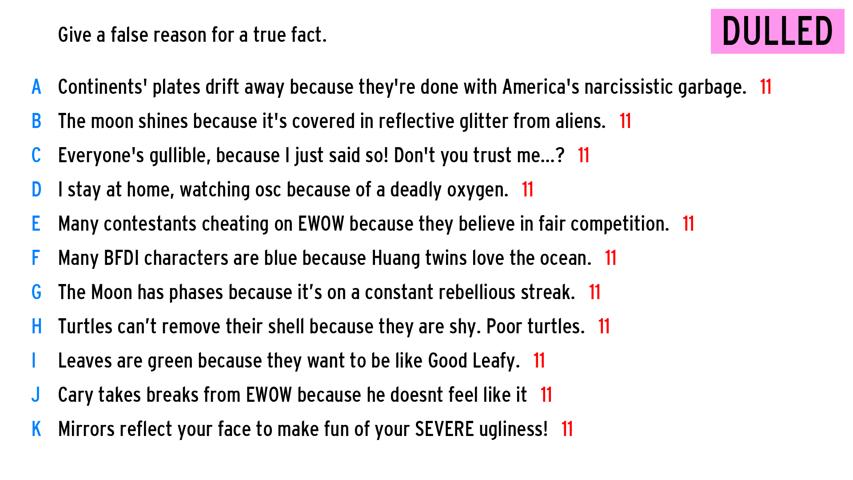 Give a false reason for a true fact.
DULLED
A Continents' plates drift away because they're done with America's narcissistic garbage. 11
B The moon shines because it's covered in reflective glitter from aliens. 11
C Everyone's gullible, because I just said so! Don't you trust me...? 11
D I stay at home, watching osc because of a deadly oxygen. 11
E Many contestants cheating on EWOW because they believe in fair competition. 11
F Many BFDI characters are blue because Huang twins love the ocean. 11
G The Moon has phases because it’s on a constant rebellious streak. 11
H Turtles can’t remove their shell because they are shy. Poor turtles. 11
I Leaves are green because they want to be like Good Leafy. 11
J Cary takes breaks from EWOW because he doesnt feel like it 11
K Mirrors reflect your face to make fun of your SEVERE ugliness! 11